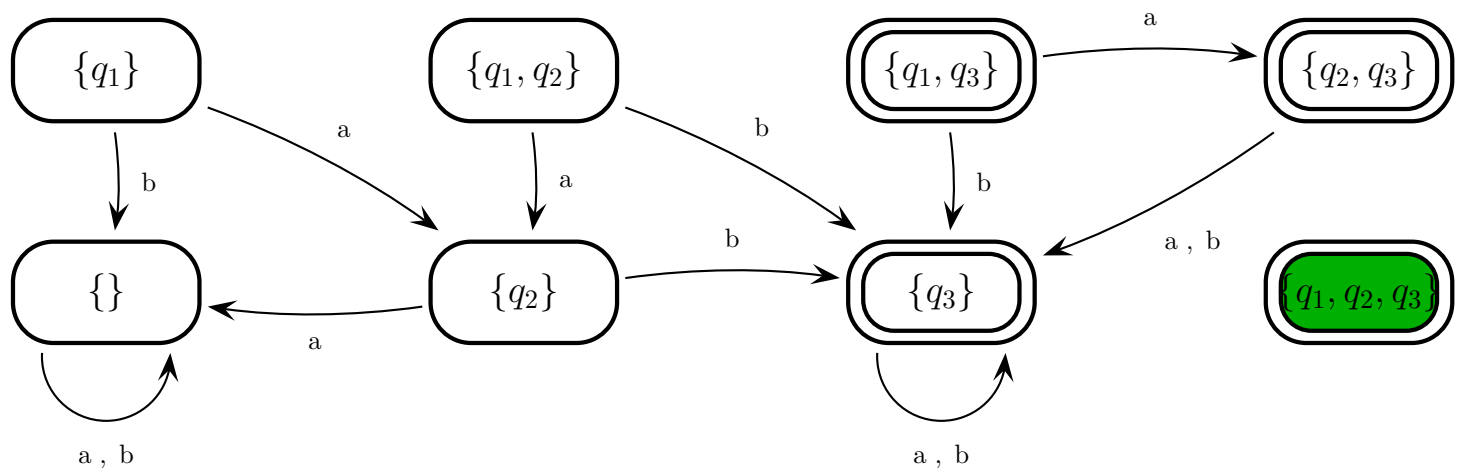 a
{q₁}
{q₁, q₂}
{q₁, q₃}
{q₂, q₃}
a
b
b
a
b
a , b
b
{}
{q₂}
{q₃}
{q₁, q₂, q₃}
a
a , b
a , b